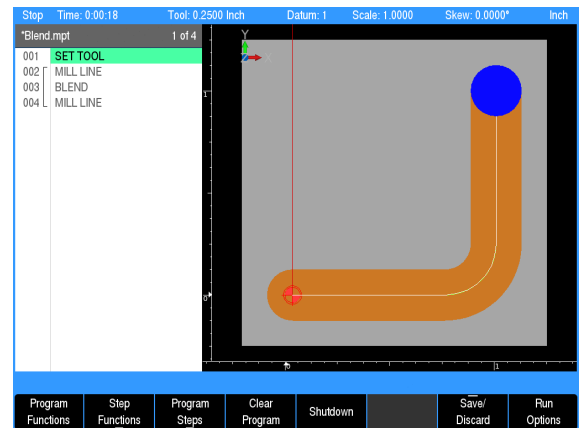 Stop Time: 0:00:18 Tool: 0.2500 Inch Datum: 1 Scale: 1.0000 Skew: 0.0000° Inch
*Blend.mpt 1 of 4
001 SET TOOL
002 MILL LINE
003 BLEND
004 MILL LINE
Y
1
0
0
1
Program Functions
Step Functions
Program Steps
Clear Program
Shutdown
Save/ Discard
Run Options